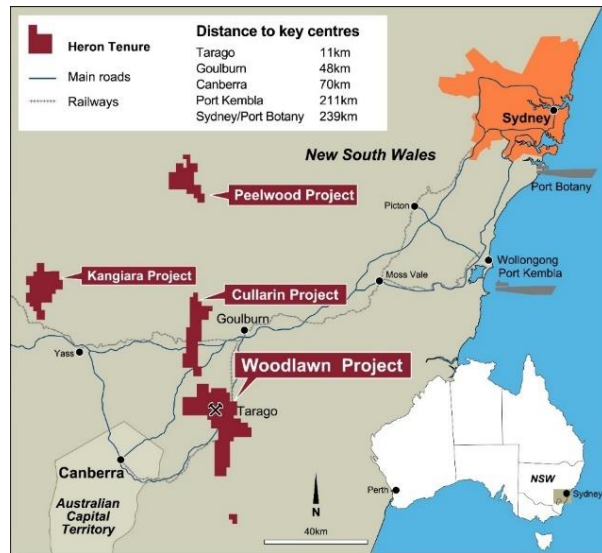 Heron Tenure
Main roads
Railways
Distance to key centres
Tarago 11km
Goulburn 48km
Canberra 70km
Port Kembla 211km
Sydney/Port Botany 239km
Sydney
New South Wales
Port Botany
Peelwood Project
Picton
Wollongong
Port Kembla
Kangiara Project
Moss Vale
Cullarin Project
Goulburn
Yass
Woodlawn Project
Tarago
Canberra
Australian
Capital
Territory
N
40km
NSW
Perth
Sydney